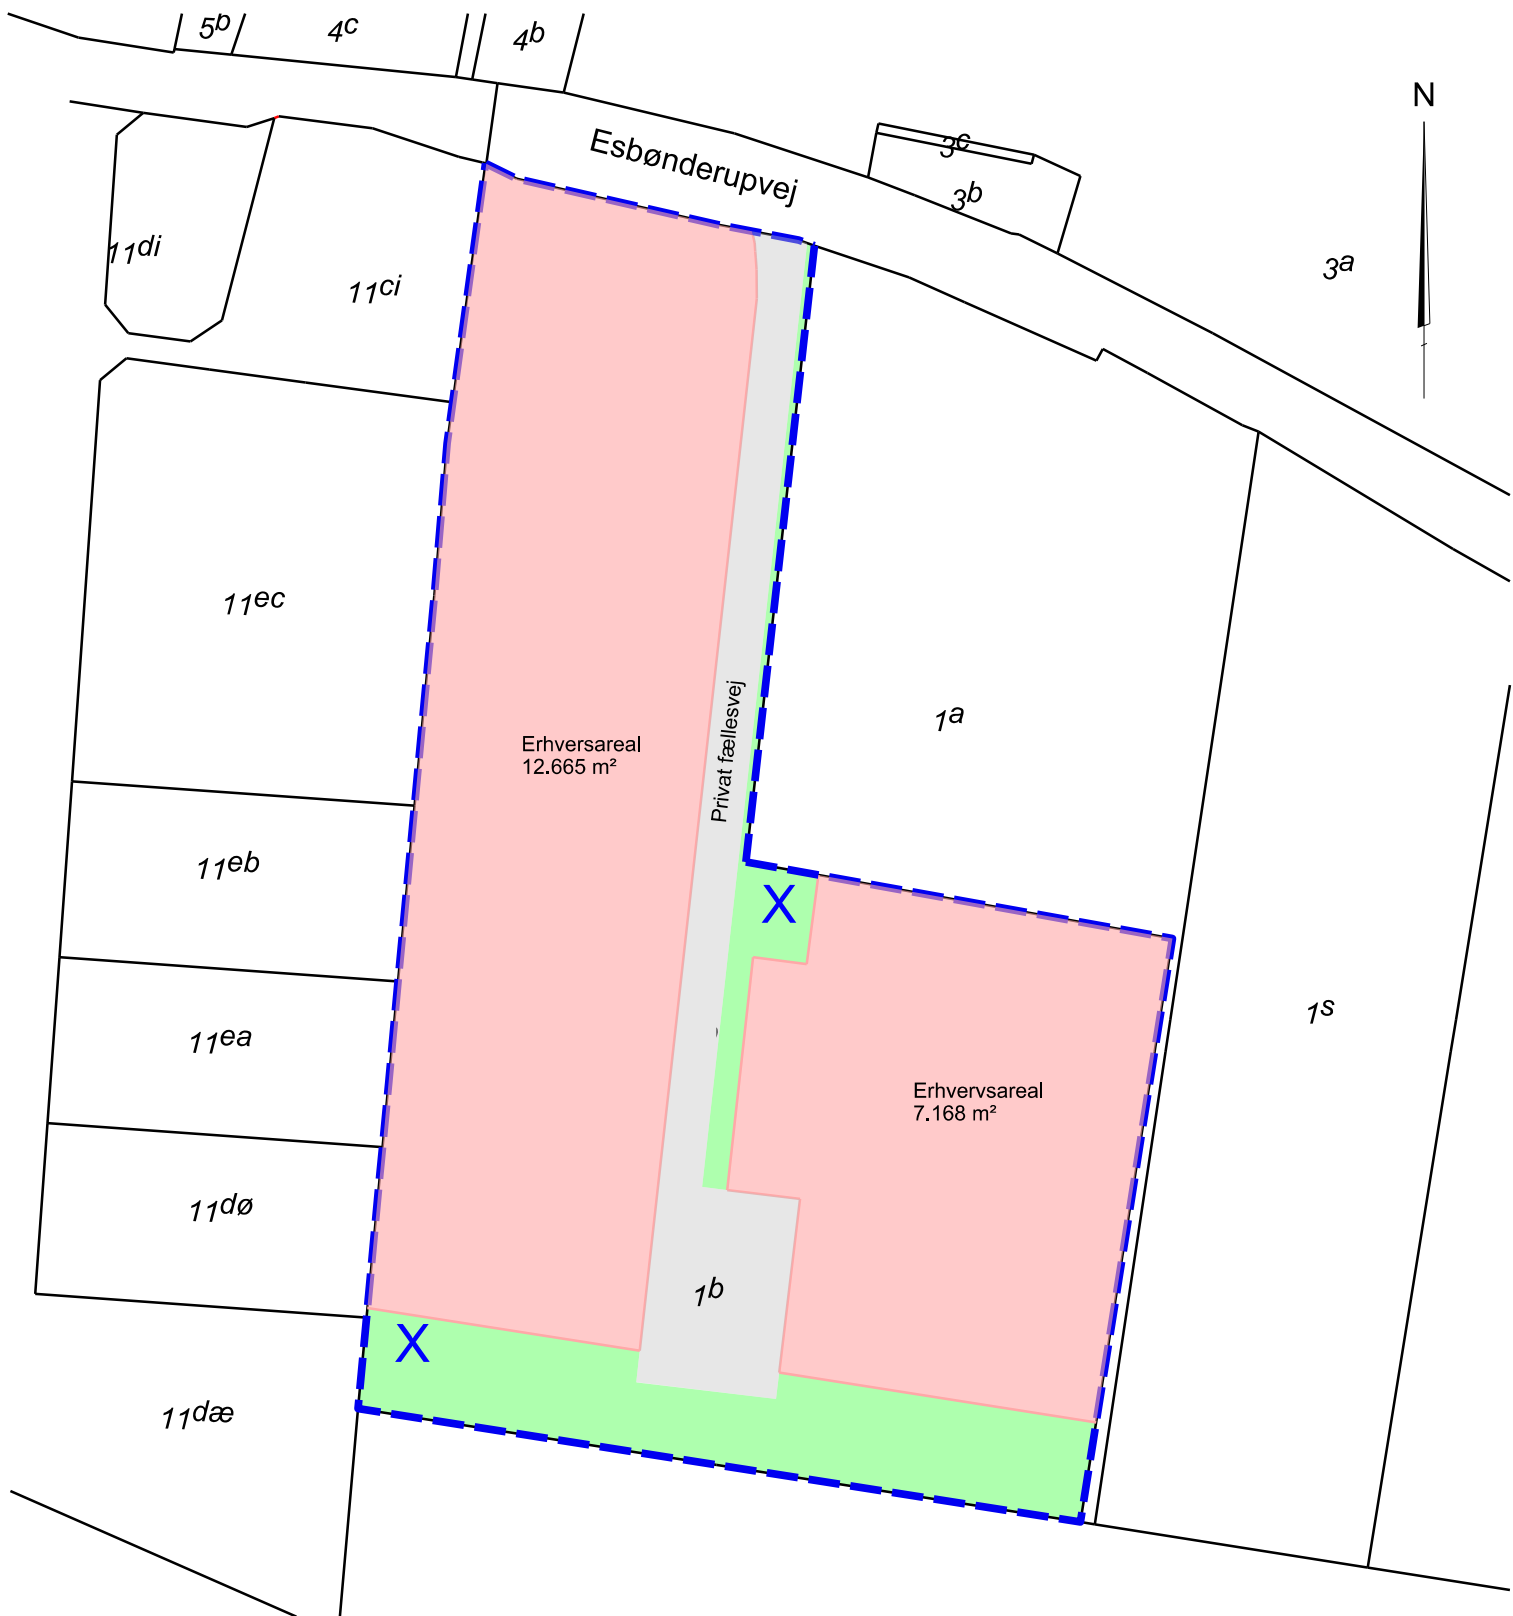 5b
4c
4b
N
Esbønderupvej
3c
3b
3a
11di
11ci
11ec
1a
Privat fællesvej
Erhversareal
12.665 m²
11eb
X
11ea
1s
Erhvervsareal
7.168 m²
11dø
1b
X
11dæ